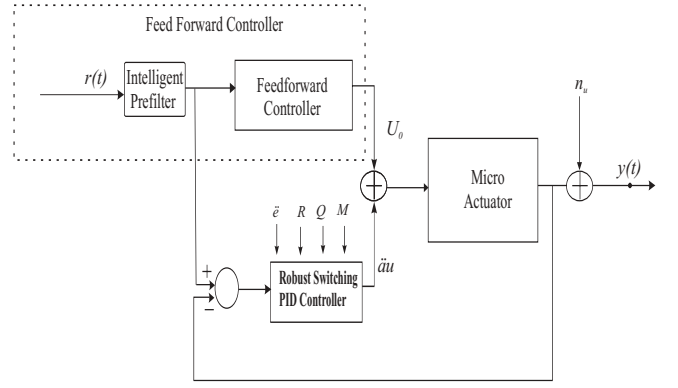 Feed Forward Controller
r(t)
Intelligent
Prefilter
Feedforward
Controller
U₀
nᵤ
Micro
Actuator
y(t)
+
ë R Q M
+
−
Robust Switching
PID Controller
äu